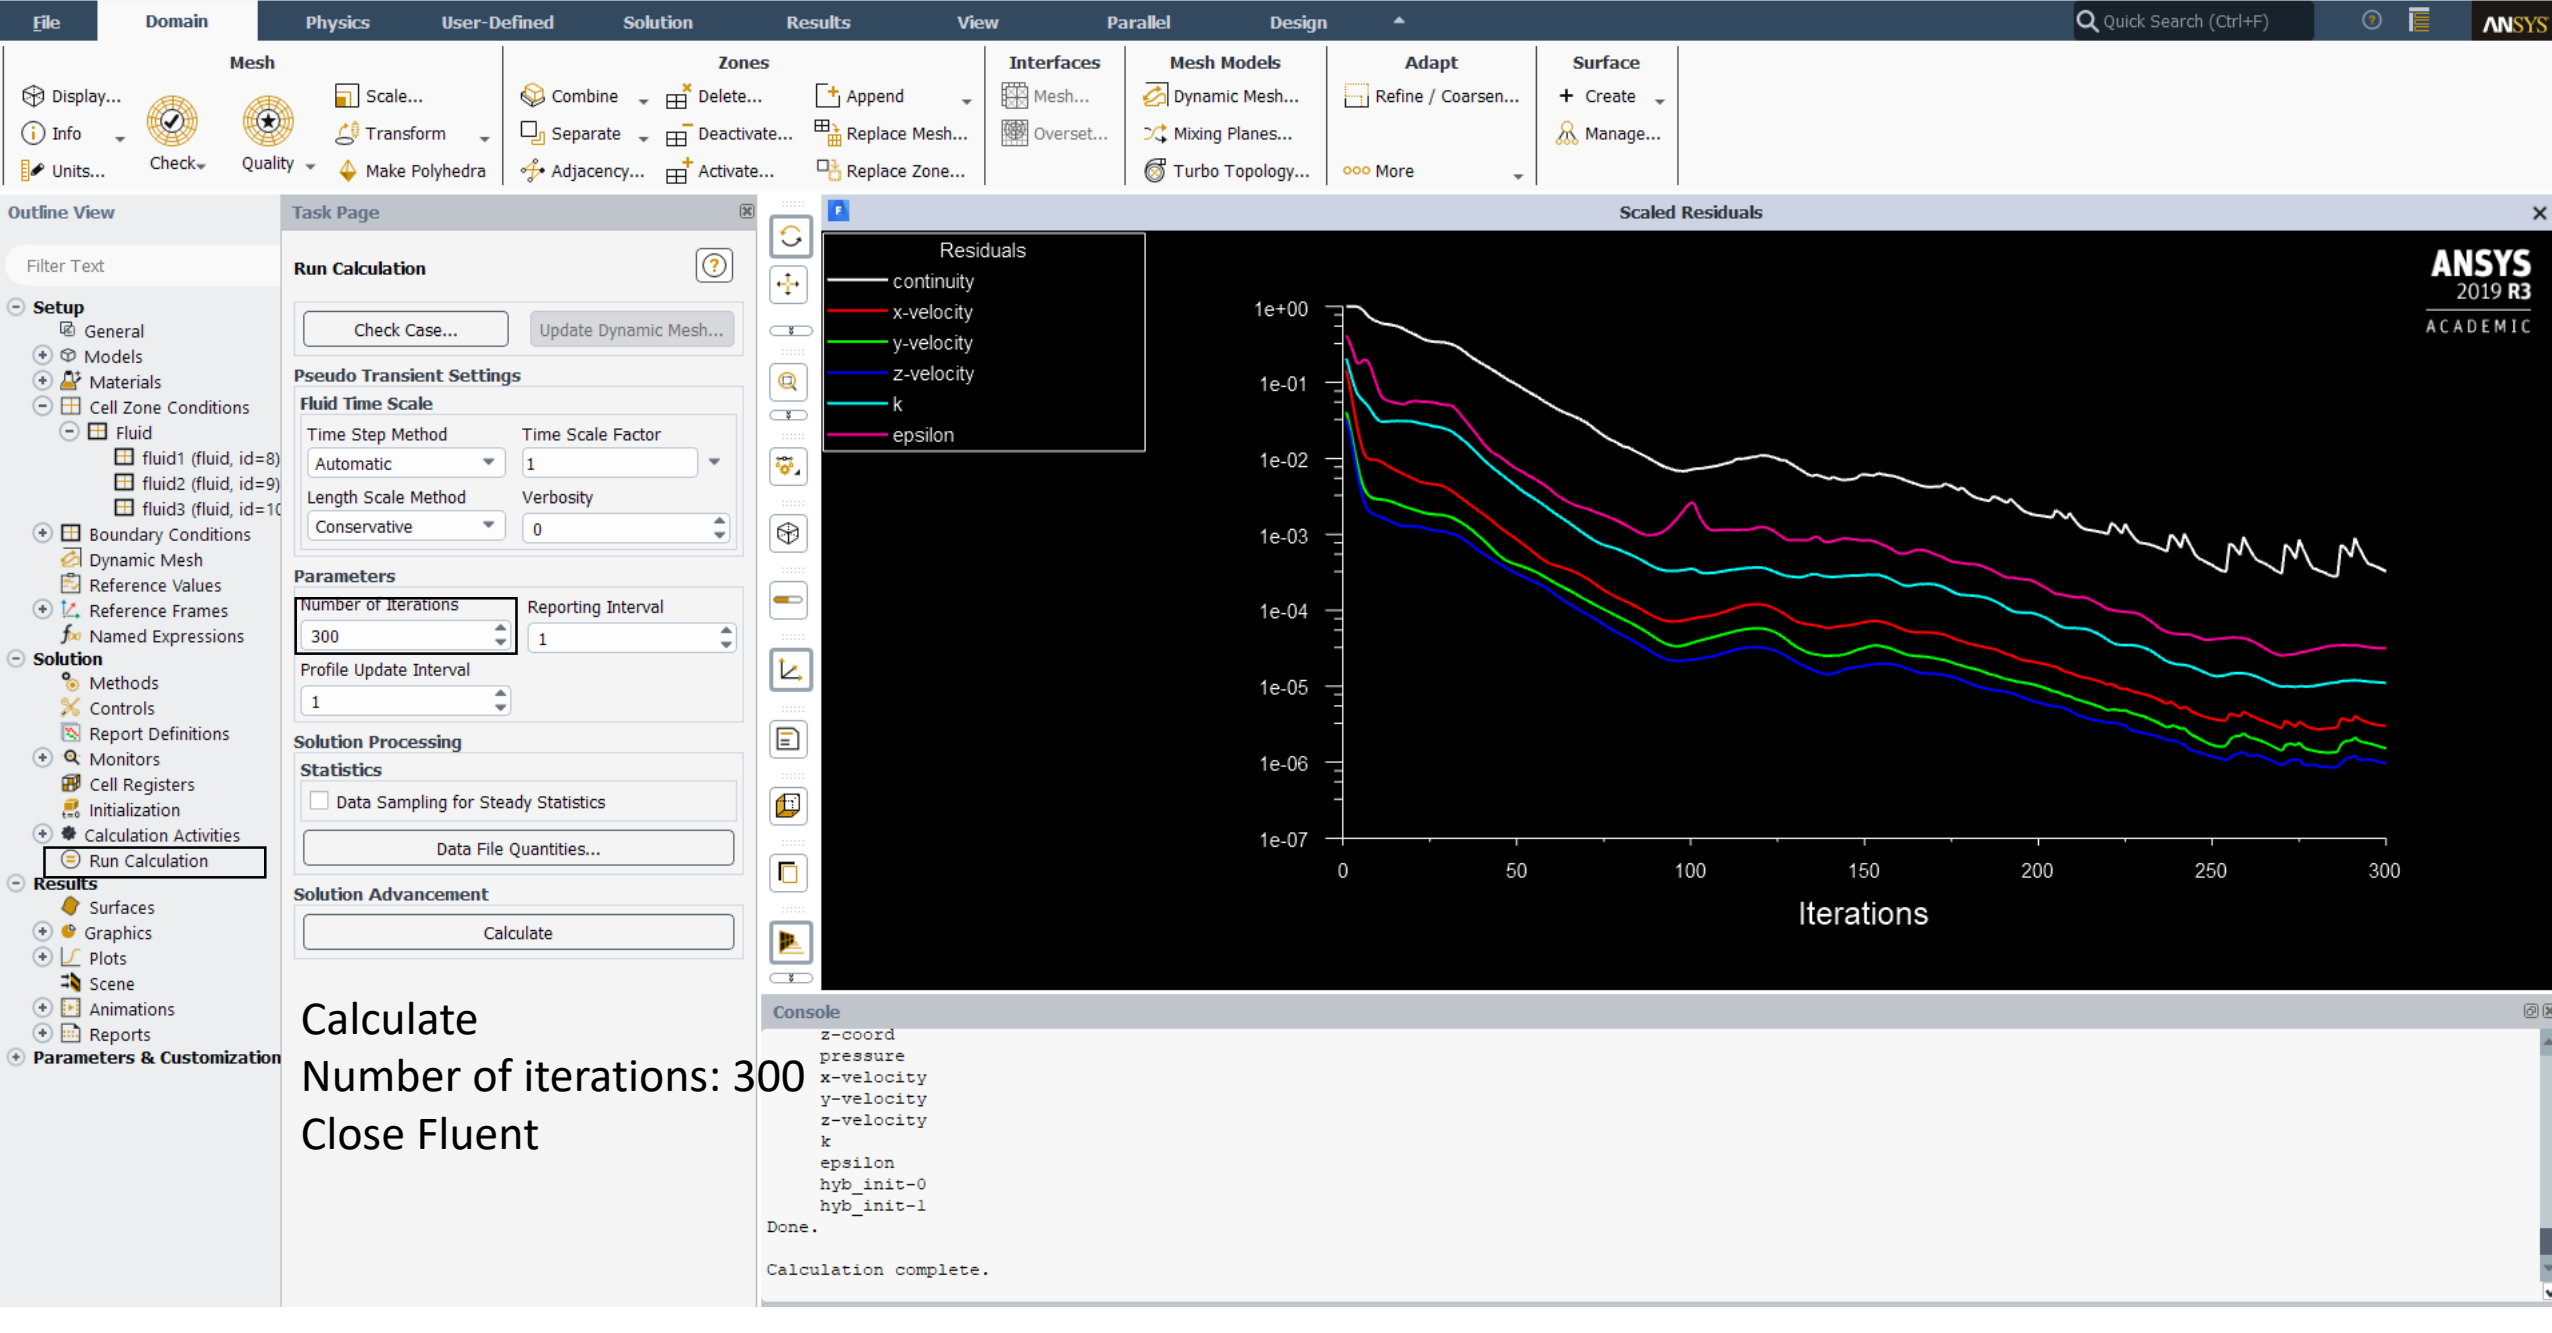 File Domain Physics User-Defined Solution Results View Parallel Design Quick Search (Ctrl+F) ANSYS
Mesh Zones Interfaces Mesh Models Adapt Surface
Display... Scale... Combine Delete... Append Mesh... Dynamic Mesh... Refine / Coarsen... + Create
Info Transform Separate Deactivate... Replace Mesh... Overset... Mixing Planes... Manage...
Units... Check Quality Make Polyhedra Adjacency... Activate... Replace Zone... Turbo Topology... More
Outline View
Filter Text
Setup
General
Models
Materials
Cell Zone Conditions
Fluid
fluid1 (fluid, id=8)
fluid2 (fluid, id=9)
fluid3 (fluid, id=10
Boundary Conditions
Dynamic Mesh
Reference Values
Reference Frames
Named Expressions
Solution
Methods
Controls
Report Definitions
Monitors
Cell Registers
Initialization
Calculation Activities
Run Calculation
Results
Surfaces
Graphics
Plots
Scene
Animations
Reports
Parameters & Customization
Task Page
Run Calculation
Check Case... Update Dynamic Mesh...
Pseudo Transient Settings
Fluid Time Scale
Time Step Method Time Scale Factor
Automatic 1
Length Scale Method Verbosity
Conservative 0
Parameters
Number of Iterations Reporting Interval
300 1
Profile Update Interval
1
Solution Processing
Statistics
Data Sampling for Steady Statistics
Data File Quantities...
Solution Advancement
Calculate
Calculate
Number of iterations: 300
Close Fluent
Scaled Residuals
Residuals
continuity
x-velocity
y-velocity
z-velocity
k
epsilon
ANSYS
2019 R3
ACADEMIC
1e+00
1e-01
1e-02
1e-03
1e-04
1e-05
1e-06
1e-07
0 50 100 150 200 250 300
Iterations
Console
z-coord
pressure
x-velocity
y-velocity
z-velocity
k
epsilon
hyb_init-0
hyb_init-1
Done.
Calculation complete.